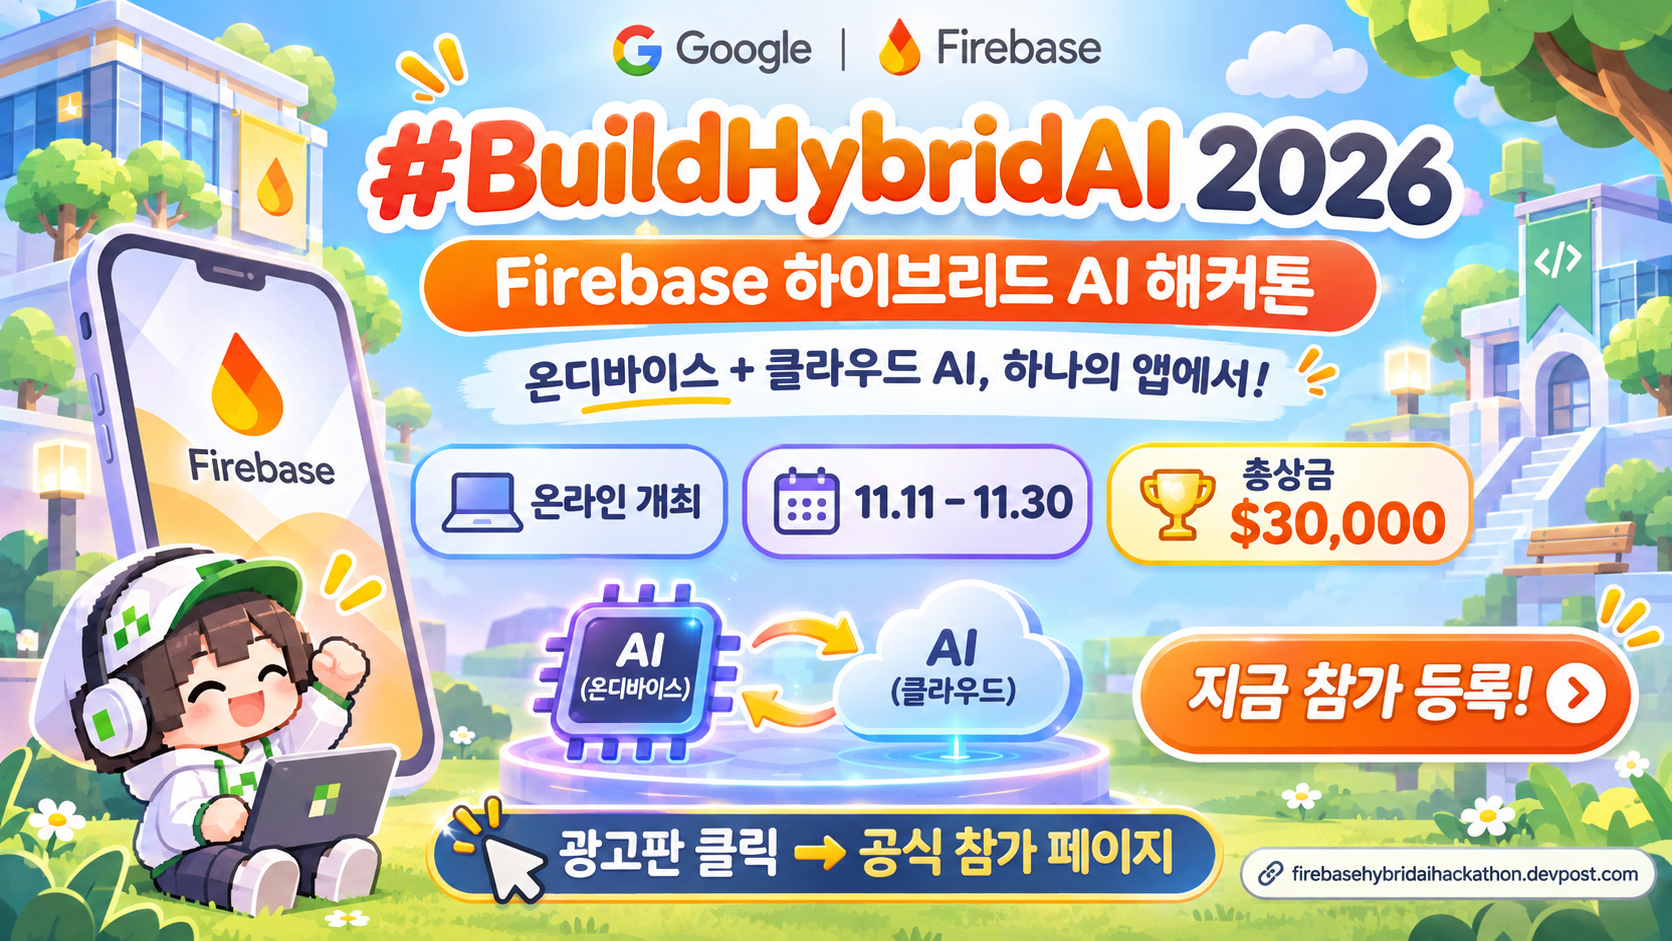 Google | Firebase
#BuildHybridAI 2026
Firebase 하이브리드 AI 해커톤
온디바이스 + 클라우드 AI, 하나의 앱에서!
Firebase
온라인 개최
11.11 – 11.30
총상금
$30,000
</>
AI
(온디바이스)
AI
(클라우드)
지금 참가 등록!
광고판 클릭 → 공식 참가 페이지
firebasehybridaihackathon.devpost.com